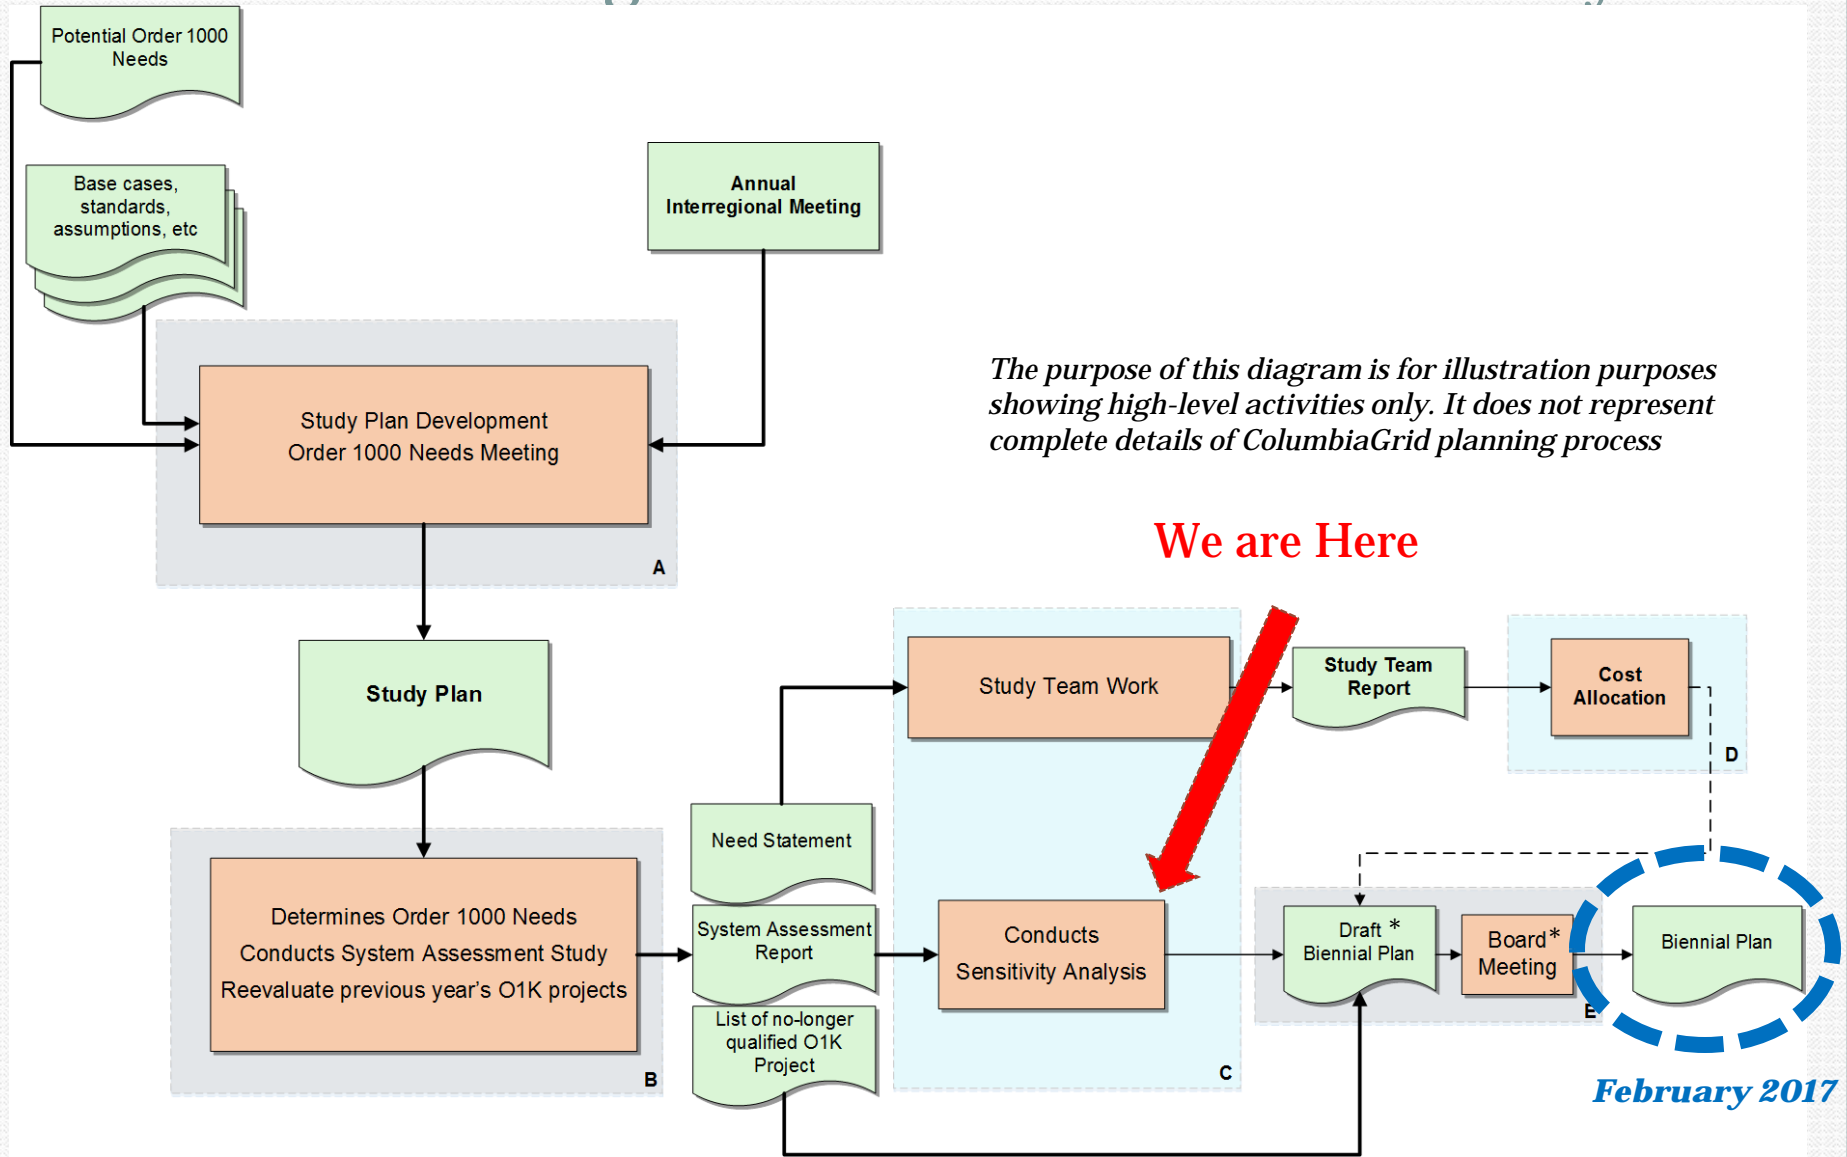 Potential Order 1000
Needs
Base cases,
standards,
assumptions, etc
Annual
Interregional Meeting
Study Plan Development
Order 1000 Needs Meeting
A
The purpose of this diagram is for illustration purposes
showing high-level activities only. It does not represent
complete details of ColumbiaGrid planning process
We are Here
Study Plan
Study Team Work
Study Team
Report
Cost
Allocation
D
Need Statement
Determines Order 1000 Needs
Conducts System Assessment Study
Reevaluate previous year's O1K projects
B
System Assessment
Report
List of no-longer
qualified O1K
Project
Conducts
Sensitivity Analysis
C
Draft *
Biennial Plan
Board*
Meeting
E
Biennial Plan
February 2017